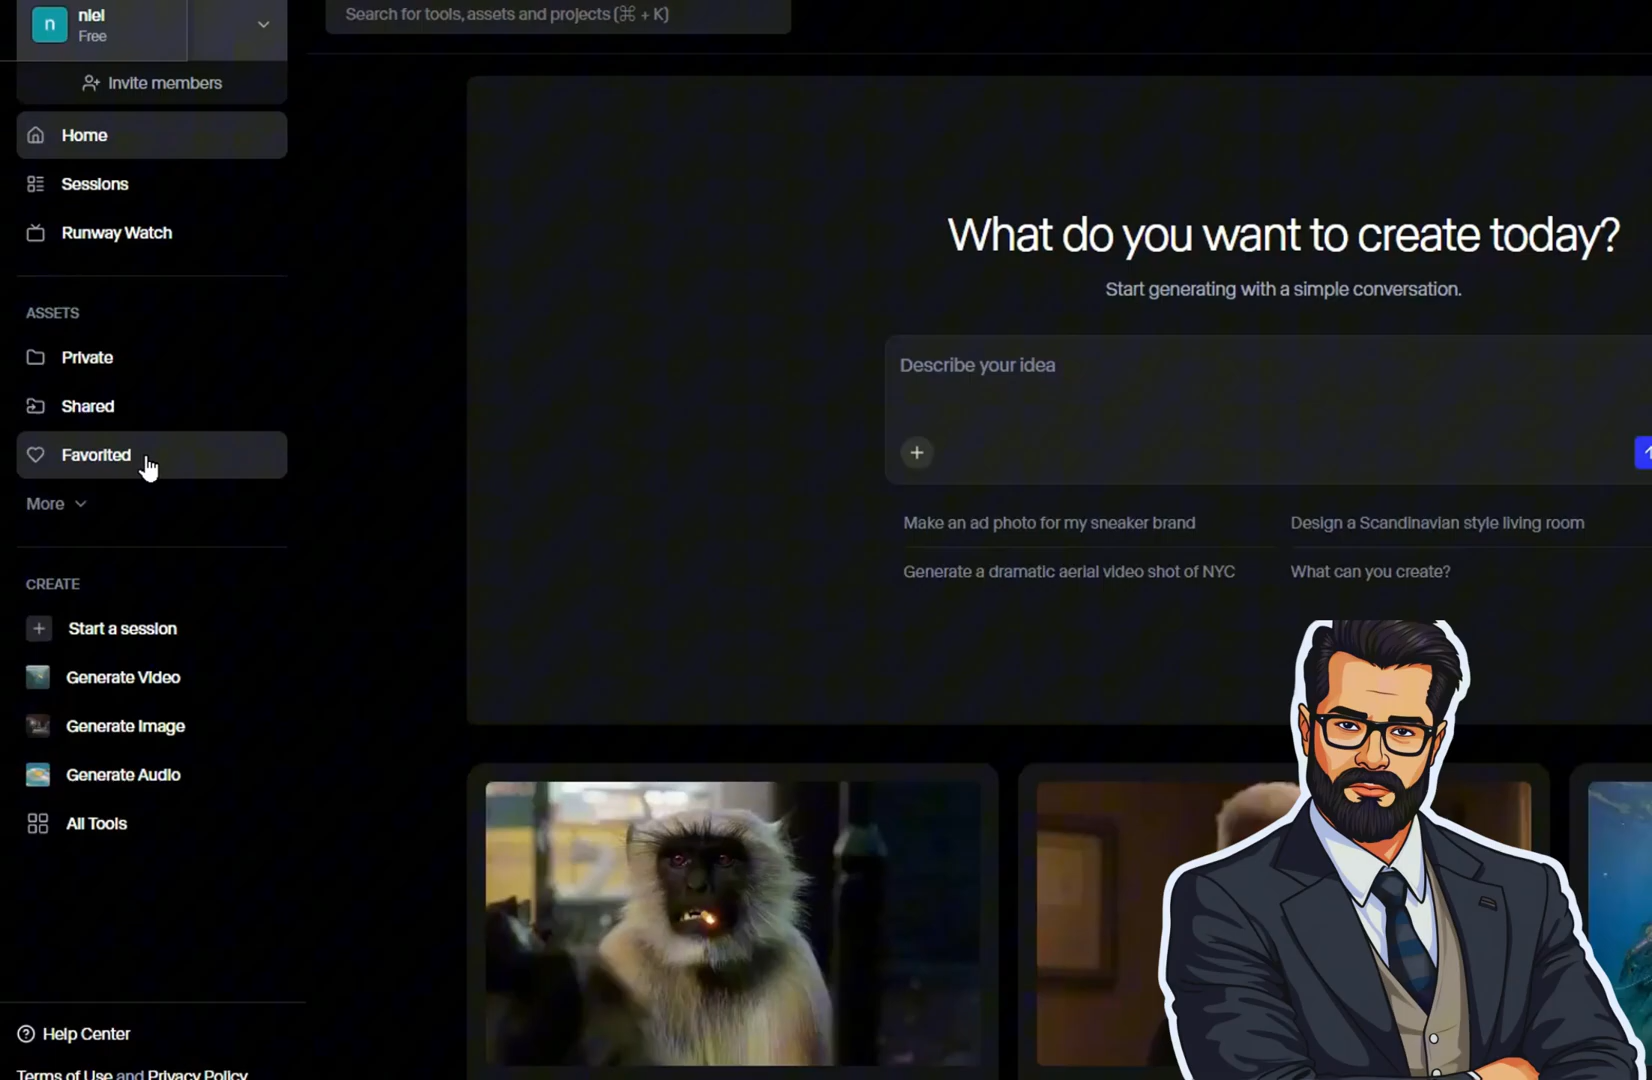 n
niel
Free
Search for tools, assets and projects (⌘ + K)
Invite members
Home
Sessions
Runway Watch
ASSETS
Private
Shared
Favorited
More
CREATE
Start a session
Generate Video
Generate Image
Generate Audio
All Tools
Help Center
Terms of Use and Privacy Policy
What do you want to create today?
Start generating with a simple conversation.
Describe your idea
Make an ad photo for my sneaker brand
Design a Scandinavian style living room
Generate a dramatic aerial video shot of NYC
What can you create?